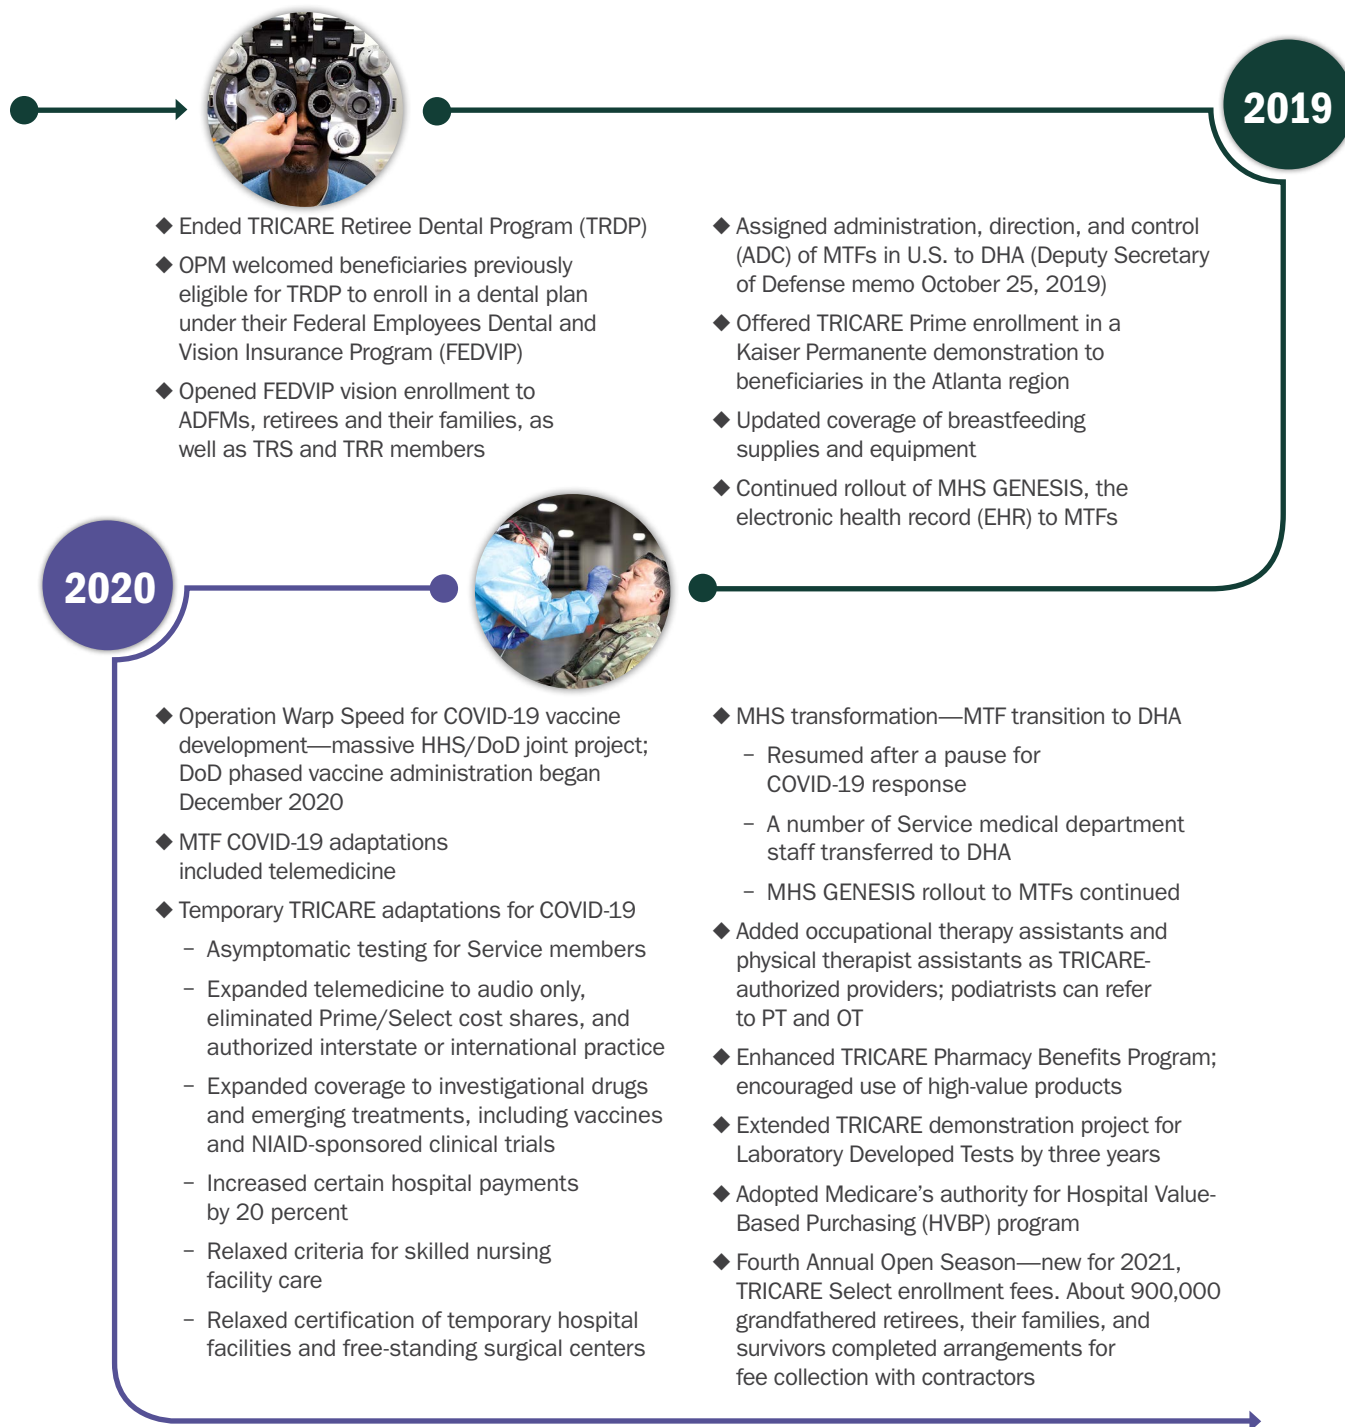 2019
◆ Ended TRICARE Retiree Dental Program (TRDP)
◆ OPM welcomed beneficiaries previously
eligible for TRDP to enroll in a dental plan
under their Federal Employees Dental and
Vision Insurance Program (FEDVIP)
◆ Opened FEDVIP vision enrollment to
ADFMs, retirees and their families, as
well as TRS and TRR members
◆ Assigned administration, direction, and control
(ADC) of MTFs in U.S. to DHA (Deputy Secretary
of Defense memo October 25, 2019)
◆ Offered TRICARE Prime enrollment in a
Kaiser Permanente demonstration to
beneficiaries in the Atlanta region
◆ Updated coverage of breastfeeding
supplies and equipment
◆ Continued rollout of MHS GENESIS, the
electronic health record (EHR) to MTFs
2020
◆ Operation Warp Speed for COVID-19 vaccine
development—massive HHS/DoD joint project;
DoD phased vaccine administration began
December 2020
◆ MTF COVID-19 adaptations
included telemedicine
◆ Temporary TRICARE adaptations for COVID-19
– Asymptomatic testing for Service members
– Expanded telemedicine to audio only,
eliminated Prime/Select cost shares, and
authorized interstate or international practice
– Expanded coverage to investigational drugs
and emerging treatments, including vaccines
and NIAID-sponsored clinical trials
– Increased certain hospital payments
by 20 percent
– Relaxed criteria for skilled nursing
facility care
– Relaxed certification of temporary hospital
facilities and free-standing surgical centers
◆ MHS transformation—MTF transition to DHA
– Resumed after a pause for
COVID-19 response
– A number of Service medical department
staff transferred to DHA
– MHS GENESIS rollout to MTFs continued
◆ Added occupational therapy assistants and
physical therapist assistants as TRICARE-
authorized providers; podiatrists can refer
to PT and OT
◆ Enhanced TRICARE Pharmacy Benefits Program;
encouraged use of high-value products
◆ Extended TRICARE demonstration project for
Laboratory Developed Tests by three years
◆ Adopted Medicare’s authority for Hospital Value-
Based Purchasing (HVBP) program
◆ Fourth Annual Open Season—new for 2021,
TRICARE Select enrollment fees. About 900,000
grandfathered retirees, their families, and
survivors completed arrangements for
fee collection with contractors